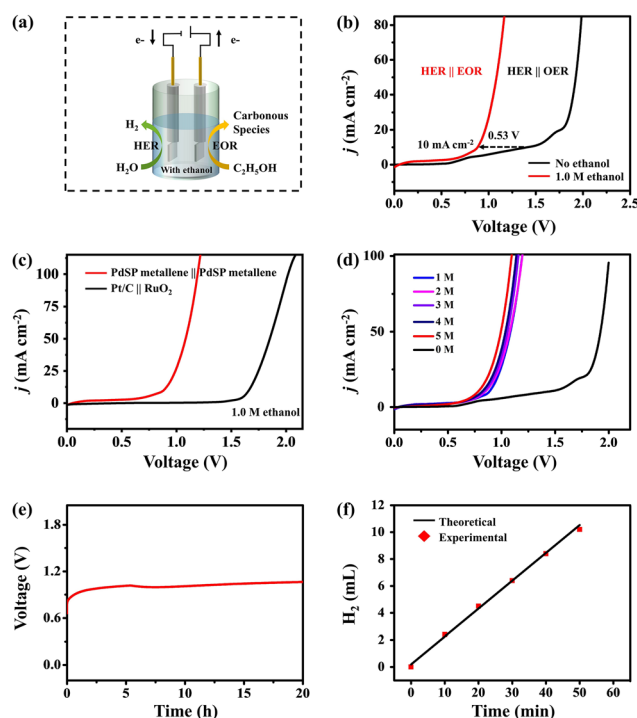 (a)
e-
e-
H₂
HER
H₂O
With ethanol
Carbonous
Species
EOR
C₂H₅OH
(b)
j (mA cm⁻²)
80
60
40
20
0
HER || EOR
HER || OER
10 mA cm⁻²
0.53 V
No ethanol
1.0 M ethanol
0.0 0.5 1.0 1.5 2.0 2.5
Voltage (V)
(c)
j (mA cm⁻²)
100
75
50
25
0
PdSP metallene || PdSP metallene
Pt/C || RuO₂
1.0 M ethanol
0.0 0.5 1.0 1.5 2.0
Voltage (V)
(d)
j (mA cm⁻²)
100
50
0
1 M
2 M
3 M
4 M
5 M
0 M
0.0 0.5 1.0 1.5 2.0
Voltage (V)
(e)
Voltage (V)
1.8
1.2
0.6
0.0
0 5 10 15 20
Time (h)
(f)
H₂ (mL)
12
10
8
6
4
2
0
Theoretical
Experimental
0 10 20 30 40 50 60
Time (min)